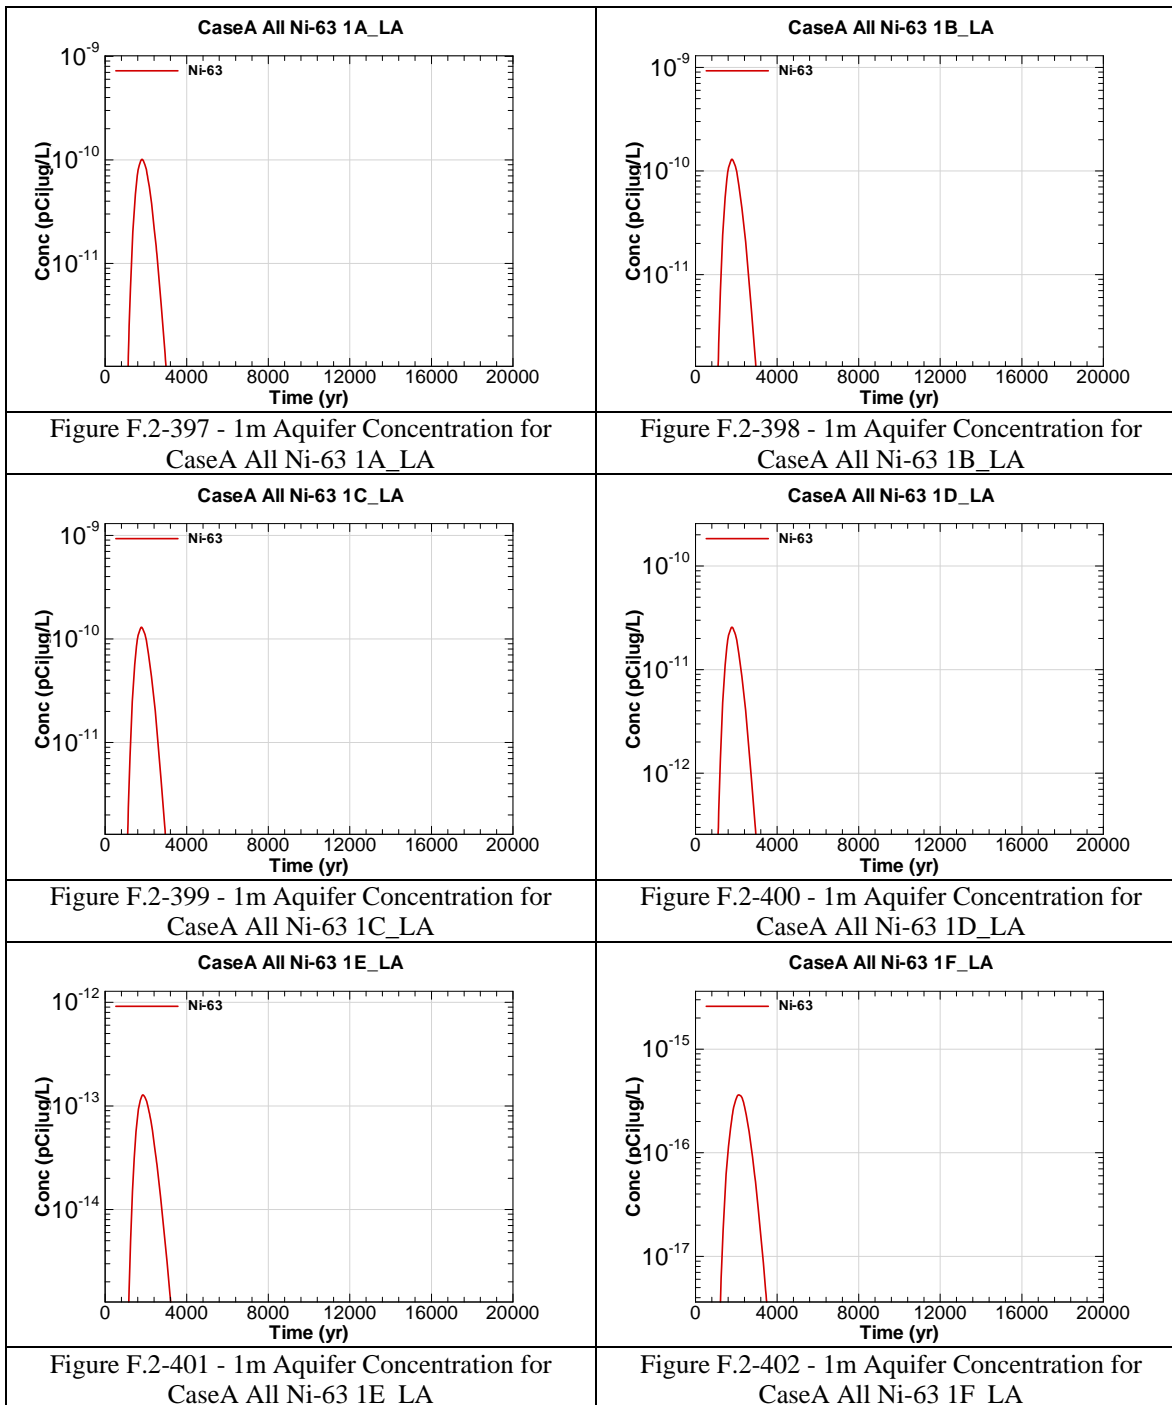 CaseA All Ni-63 1A_LA
10-9
Ni-63
10-10
10-11
Conc (pCi|ug/L)
0 4000 8000 12000 16000 20000
Time (yr)
Figure F.2-397 - 1m Aquifer Concentration for
CaseA All Ni-63 1A_LA
CaseA All Ni-63 1B_LA
10-9
Ni-63
10-10
10-11
Conc (pCi|ug/L)
0 4000 8000 12000 16000 20000
Time (yr)
Figure F.2-398 - 1m Aquifer Concentration for
CaseA All Ni-63 1B_LA
CaseA All Ni-63 1C_LA
10-9
Ni-63
10-10
10-11
Conc (pCi|ug/L)
0 4000 8000 12000 16000 20000
Time (yr)
Figure F.2-399 - 1m Aquifer Concentration for
CaseA All Ni-63 1C_LA
CaseA All Ni-63 1D_LA
Ni-63
10-10
10-11
10-12
Conc (pCi|ug/L)
0 4000 8000 12000 16000 20000
Time (yr)
Figure F.2-400 - 1m Aquifer Concentration for
CaseA All Ni-63 1D_LA
CaseA All Ni-63 1E_LA
10-12
Ni-63
10-13
10-14
Conc (pCi|ug/L)
0 4000 8000 12000 16000 20000
Time (yr)
Figure F.2-401 - 1m Aquifer Concentration for
CaseA All Ni-63 1E_LA
CaseA All Ni-63 1F_LA
Ni-63
10-15
10-16
10-17
Conc (pCi|ug/L)
0 4000 8000 12000 16000 20000
Time (yr)
Figure F.2-402 - 1m Aquifer Concentration for
CaseA All Ni-63 1F_LA